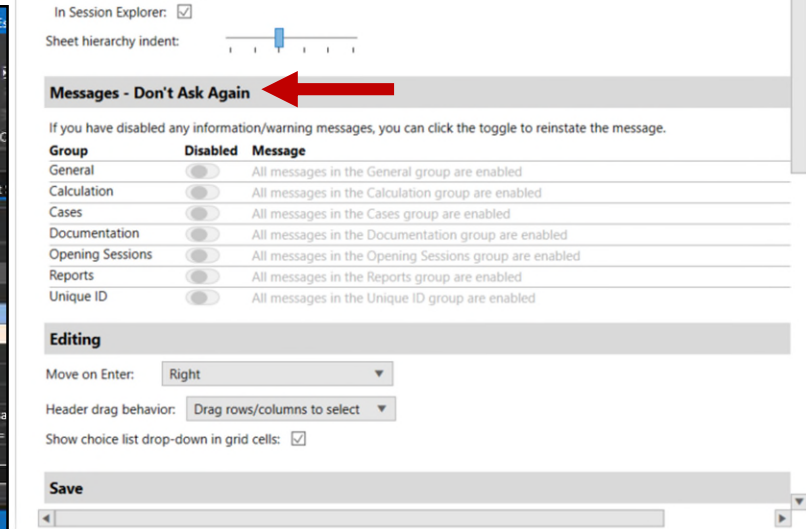 In Session Explorer:
Sheet hierarchy indent:
Messages - Don't Ask Again
If you have disabled any information/warning messages, you can click the toggle to reinstate the message.
Group Disabled Message
General All messages in the General group are enabled
Calculation All messages in the Calculation group are enabled
Cases All messages in the Cases group are enabled
Documentation All messages in the Documentation group are enabled
Opening Sessions All messages in the Opening Sessions group are enabled
Reports All messages in the Reports group are enabled
Unique ID All messages in the Unique ID group are enabled
Editing
Move on Enter: Right
Header drag behavior: Drag rows/columns to select
Show choice list drop-down in grid cells:
Save